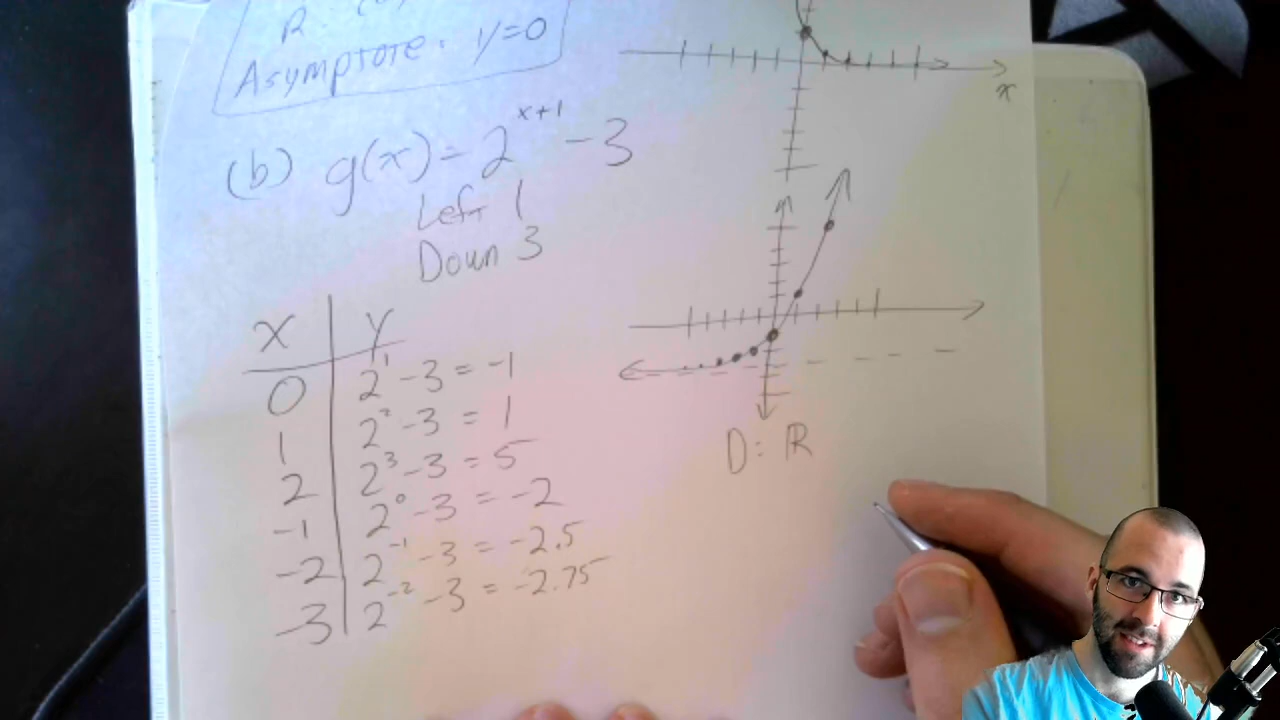 R
Asymptote: y=0
x
(b) g(x) = 2^{x+1} - 3
Left 1
Down 3
x | y
0 | 2^1 - 3 = -1
1 | 2^2 - 3 = 1
2 | 2^3 - 3 = 5
-1 | 2^0 - 3 = -2
-2 | 2^{-1} - 3 = -2.5
-3 | 2^{-2} - 3 = -2.75
D: ℝ